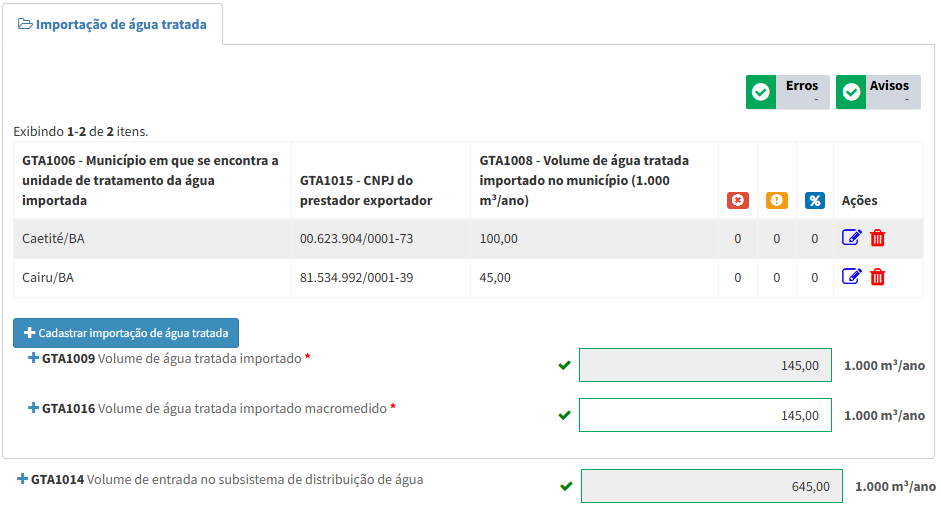 Importação de água tratada
Erros
-
Avisos
-
Exibindo 1-2 de 2 itens.
GTA1006 - Município em que se encontra a
unidade de tratamento da água
importada
GTA1015 - CNPJ do
prestador exportador
GTA1008 - Volume de água tratada
importado no município (1.000
m³/ano)
Ações
Caetité/BA 00.623.904/0001-73 100,00 0 0 0
Cairu/BA 81.534.992/0001-39 45,00 0 0 0
Cadastrar importação de água tratada
GTA1009 Volume de água tratada importado * 145,00 1.000 m³/ano
GTA1016 Volume de água tratada importado macromedido * 145,00 1.000 m³/ano
GTA1014 Volume de entrada no subsistema de distribuição de água 645,00 1.000 m³/ano